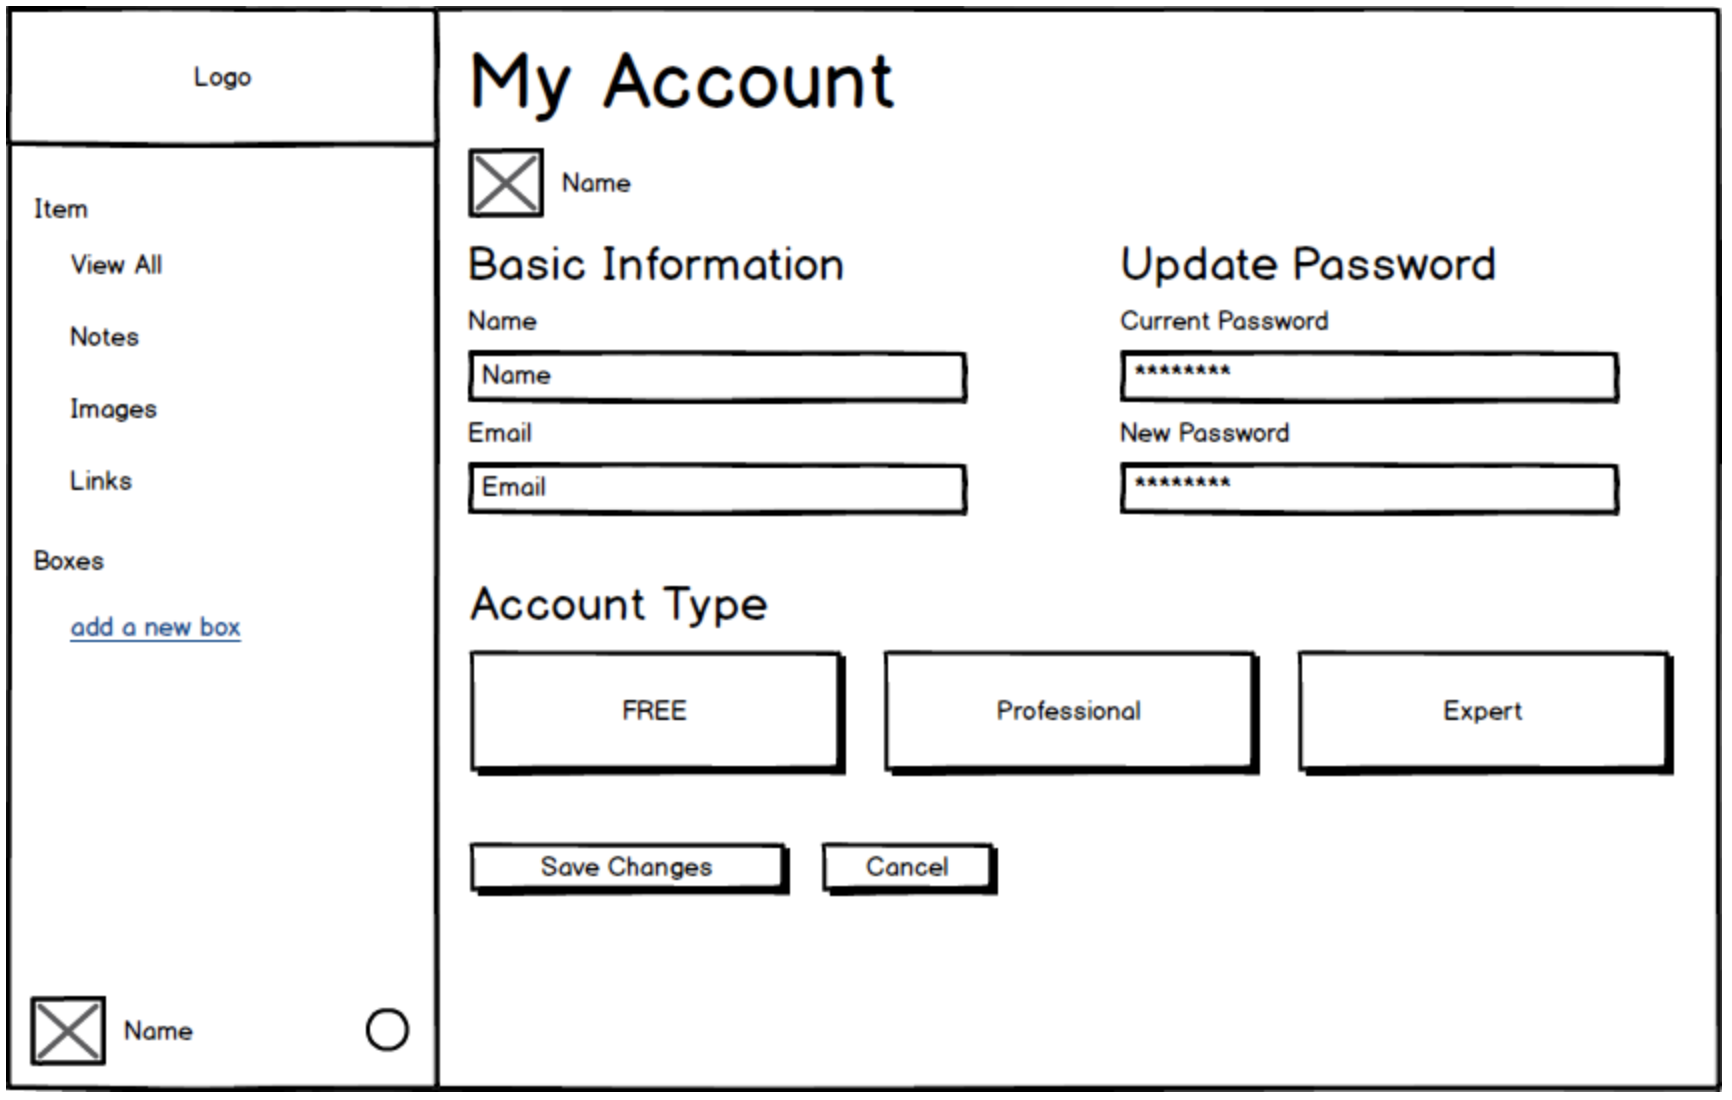 Logo
Item
View All
Notes
Images
Links
Boxes
add a new box
Name
My Account
Name
Basic Information
Name
Name
Email
Email
Update Password
Current Password
********
New Password
********
Account Type
FREE
Professional
Expert
Save Changes
Cancel